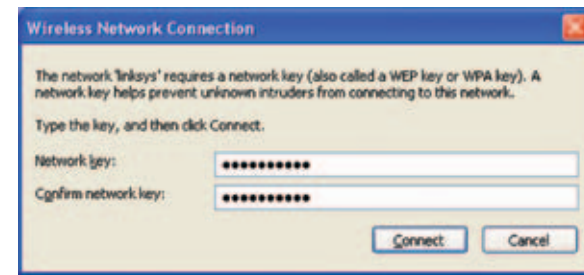 Wireless Network Connection
The network 'linksys' requires a network key (also called a WEP key or WPA key). A
network key helps prevent unknown intruders from connecting to this network.
Type the key, and then click Connect.
Network key:
••••••••••
Confirm network key:
••••••••••
Connect Cancel